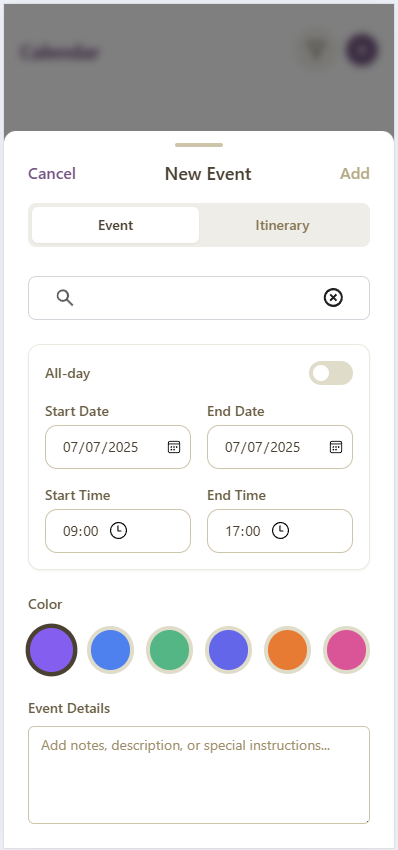 Calendar
Cancel New Event Add
Event Itinerary
All-day
Start Date End Date
07/07/2025 07/07/2025
Start Time End Time
09:00 17:00
Color
Event Details
Add notes, description, or special instructions...